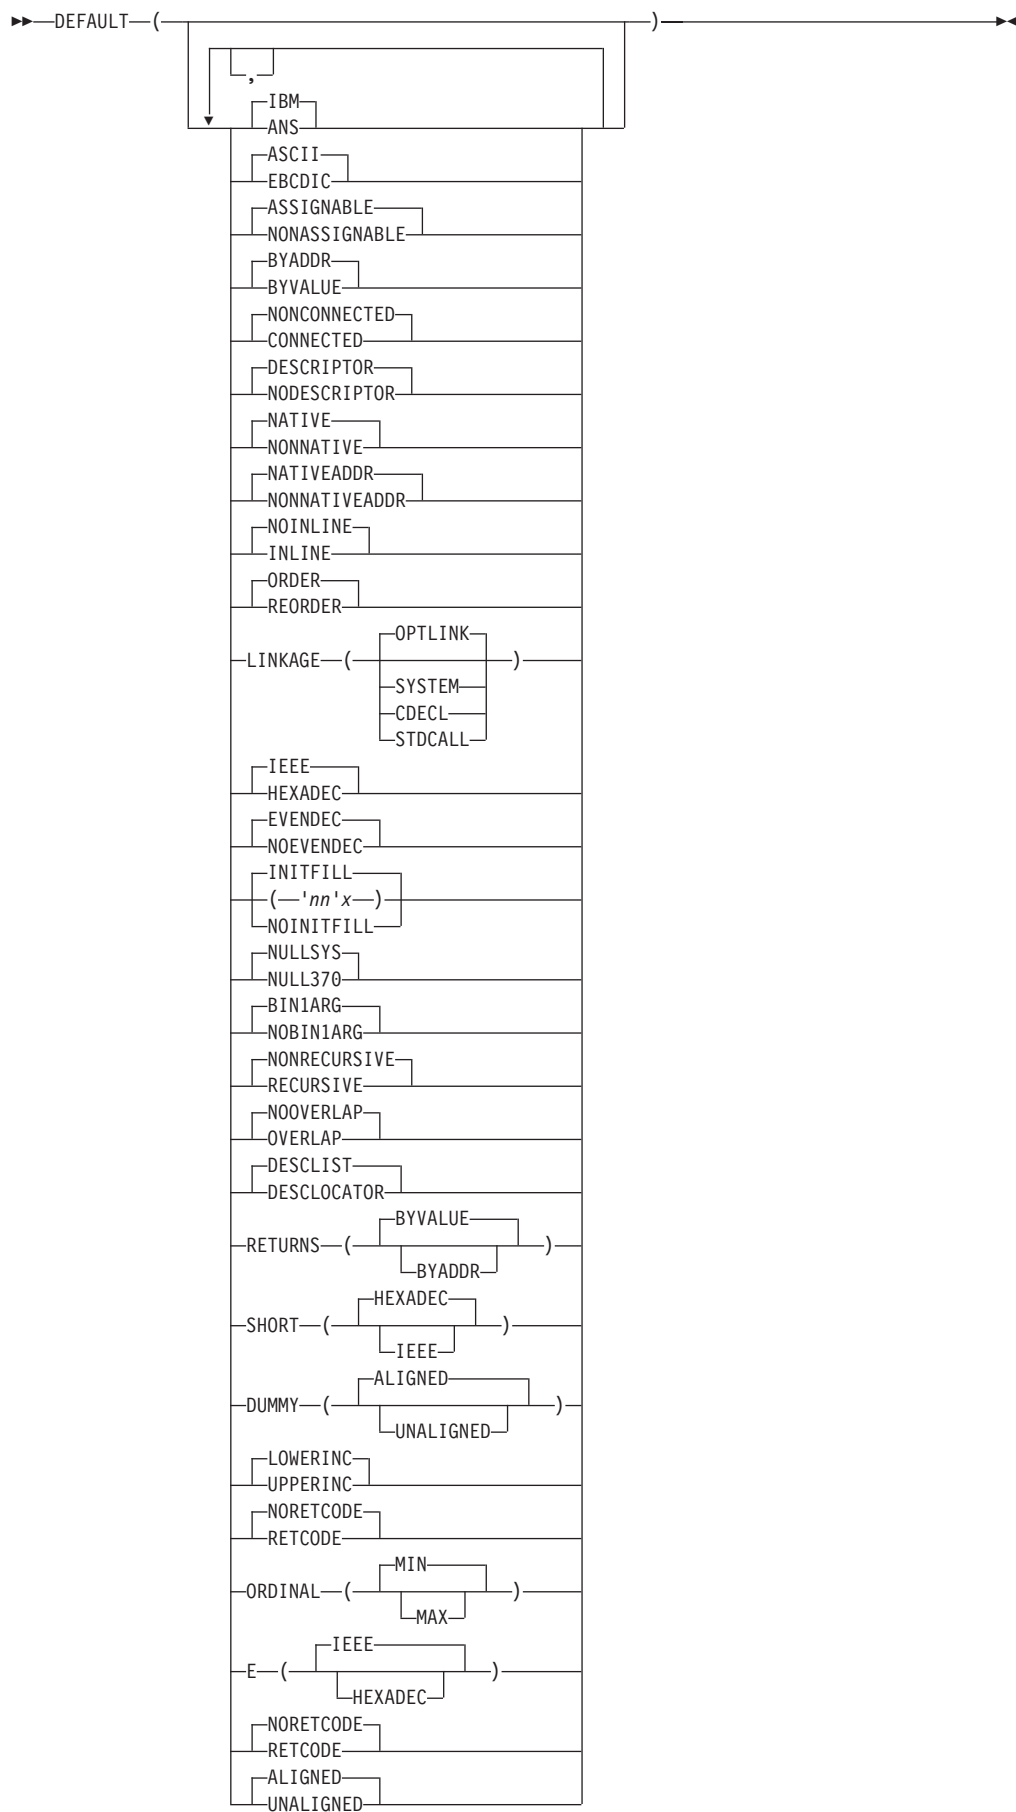 DEFAULT ( )
,
IBM
ANS
ASCII
EBCDIC
ASSIGNABLE
NONASSIGNABLE
BYADDR
BYVALUE
NONCONNECTED
CONNECTED
DESCRIPTOR
NODESCRIPTOR
NATIVE
NONNATIVE
NATIVEADDR
NONNATIVEADDR
NOINLINE
INLINE
ORDER
REORDER
OPTLINK
LINKAGE ( )
SYSTEM
CDECL
STDCALL
IEEE
HEXADEC
EVENDEC
NOEVENDEC
INITFILL
( 'nn'x )
NOINITFILL
NULLSYS
NULL370
BIN1ARG
NOBIN1ARG
NONRECURSIVE
RECURSIVE
NOOVERLAP
OVERLAP
DESCLIST
DESCLOCATOR
BYVALUE
RETURNS ( )
BYADDR
HEXADEC
SHORT ( )
IEEE
ALIGNED
DUMMY ( )
UNALIGNED
LOWERINC
UPPERINC
NORETCODE
RETCODE
MIN
ORDINAL ( )
MAX
IEEE
E ( )
HEXADEC
NORETCODE
RETCODE
ALIGNED
UNALIGNED